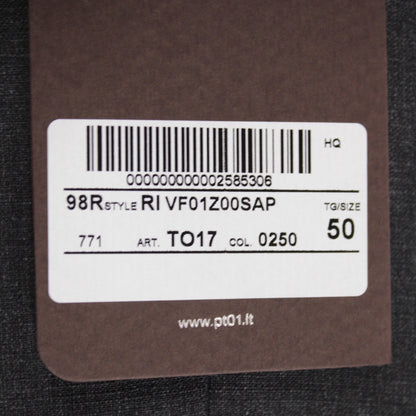 HQ
000000000002585306
98R STYLE RI VF01Z00SAP TG/SIZE
771 ART. TO17 COL. 0250 50
www.pt01.it